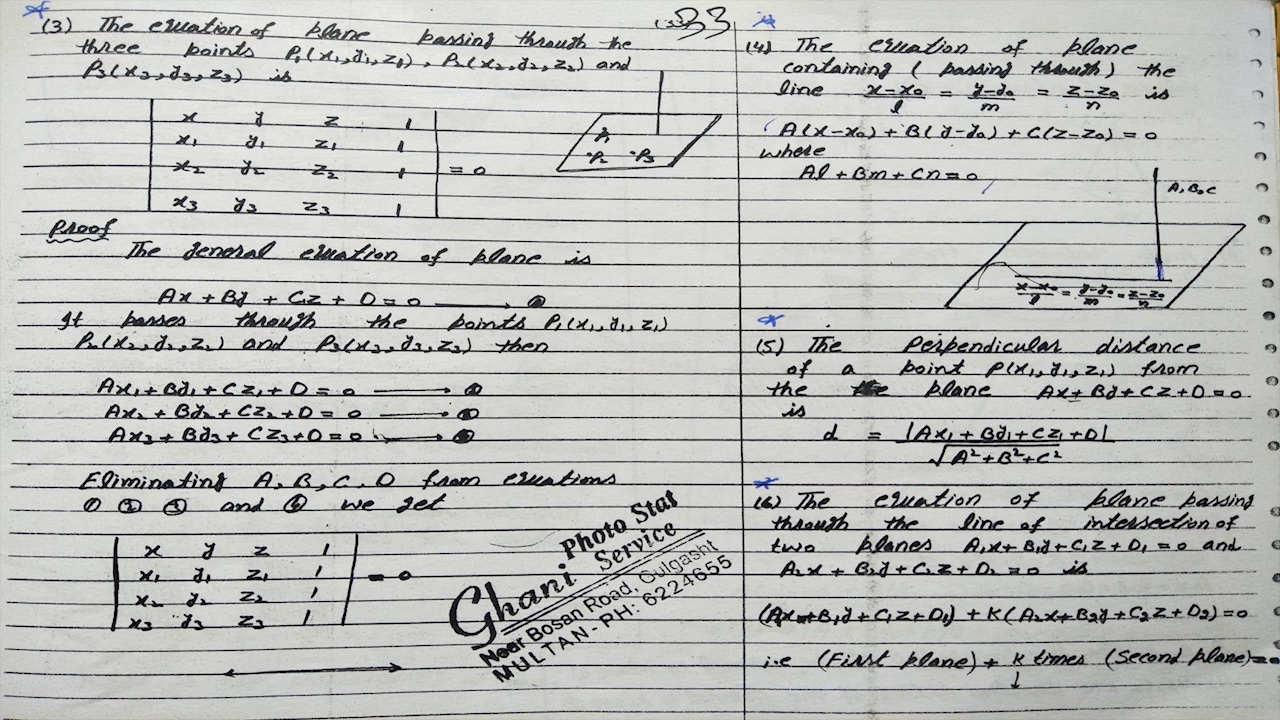 (3) The equation of plane passing through the
three points P₁(x₁,y₁,z₁), P₂(x₂,y₂,z₂) and
P₃(x₃,y₃,z₃) is
x y z 1
x₁ y₁ z₁ 1
x₂ y₂ z₂ 1 = 0
x₃ y₃ z₃ 1
P₁
·P₂ ·P₃
Proof
The general equation of plane is
Ax + By + Cz + D = 0 → ①
It passes through the points P₁(x₁,y₁,z₁)
P₂(x₂,y₂,z₂) and P₃(x₃,y₃,z₃) then
Ax₁ + By₁ + Cz₁ + D = 0 → ②
Ax₂ + By₂ + Cz₂ + D = 0 → ③
Ax₃ + By₃ + Cz₃ + D = 0 → ④
Eliminating A, B, C, D from equations
① ② ③ and ④ we get
x y z 1
x₁ y₁ z₁ 1 = 0
x₂ y₂ z₂ 1
x₃ y₃ z₃ 1
Ghani Photo Stat
Service
Near Bosan Road, Gulgasht
MULTAN - PH: 6224655
33
(4) The equation of plane
containing (passing through) the
line (x-x₀)/l = (y-y₀)/m = (z-z₀)/n is
A(x-x₀) + B(y-y₀) + C(z-z₀) = 0
where
Al + Bm + Cn = 0
A, B, C
(x-x₀)/l = (y-y₀)/m = (z-z₀)/n
(5) The Perpendicular distance
of a point P(x₁,y₁,z₁) from
the plane Ax + By + Cz + D = 0
is
d = |Ax₁ + By₁ + Cz₁ + D| / √(A² + B² + C²)
(6) The equation of plane passing
through the line of intersection of
two planes A₁x + B₁y + C₁z + D₁ = 0 and
A₂x + B₂y + C₂z + D₂ = 0 is
(A₁x + B₁y + C₁z + D₁) + K(A₂x + B₂y + C₂z + D₂) = 0
i.e (First plane) + K times (Second plane) = 0